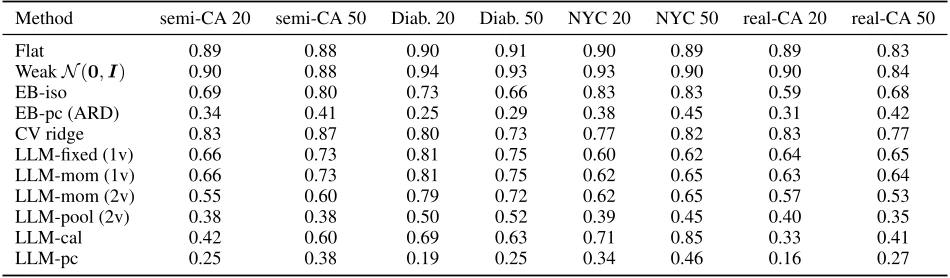 Method semi-CA 20 semi-CA 50 Diab. 20 Diab. 50 NYC 20 NYC 50 real-CA 20 real-CA 50
Flat 0.89 0.88 0.90 0.91 0.90 0.89 0.89 0.83
Weak 𝒩(0, I) 0.90 0.88 0.94 0.93 0.93 0.90 0.90 0.84
EB-iso 0.69 0.80 0.73 0.66 0.83 0.83 0.59 0.68
EB-pc (ARD) 0.34 0.41 0.25 0.29 0.38 0.45 0.31 0.42
CV ridge 0.83 0.87 0.80 0.73 0.77 0.82 0.83 0.77
LLM-fixed (1v) 0.66 0.73 0.81 0.75 0.60 0.62 0.64 0.65
LLM-mom (1v) 0.66 0.73 0.81 0.75 0.62 0.65 0.63 0.64
LLM-mom (2v) 0.55 0.60 0.79 0.72 0.62 0.65 0.57 0.53
LLM-pool (2v) 0.38 0.38 0.50 0.52 0.39 0.45 0.40 0.35
LLM-cal 0.42 0.60 0.69 0.63 0.71 0.85 0.33 0.41
LLM-pc 0.25 0.38 0.19 0.25 0.34 0.46 0.16 0.27